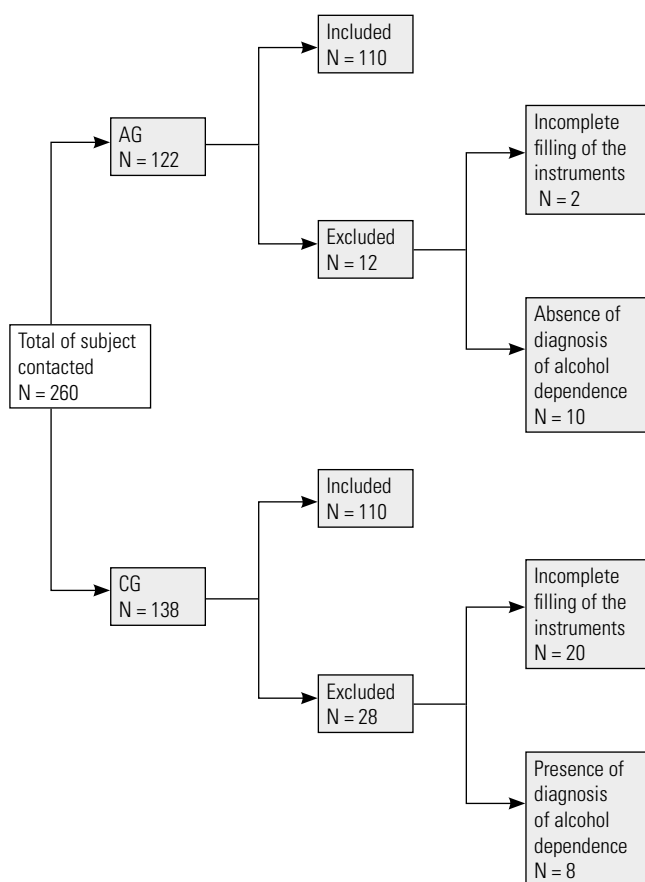 Total of subject
contacted
N = 260
AG
N = 122
Included
N = 110
Excluded
N = 12
Incomplete
filling of the
instruments
N = 2
Absence of
diagnosis
of alcohol
dependence
N = 10
CG
N = 138
Included
N = 110
Excluded
N = 28
Incomplete
filling of the
instruments
N = 20
Presence of
diagnosis
of alcohol
dependence
N = 8